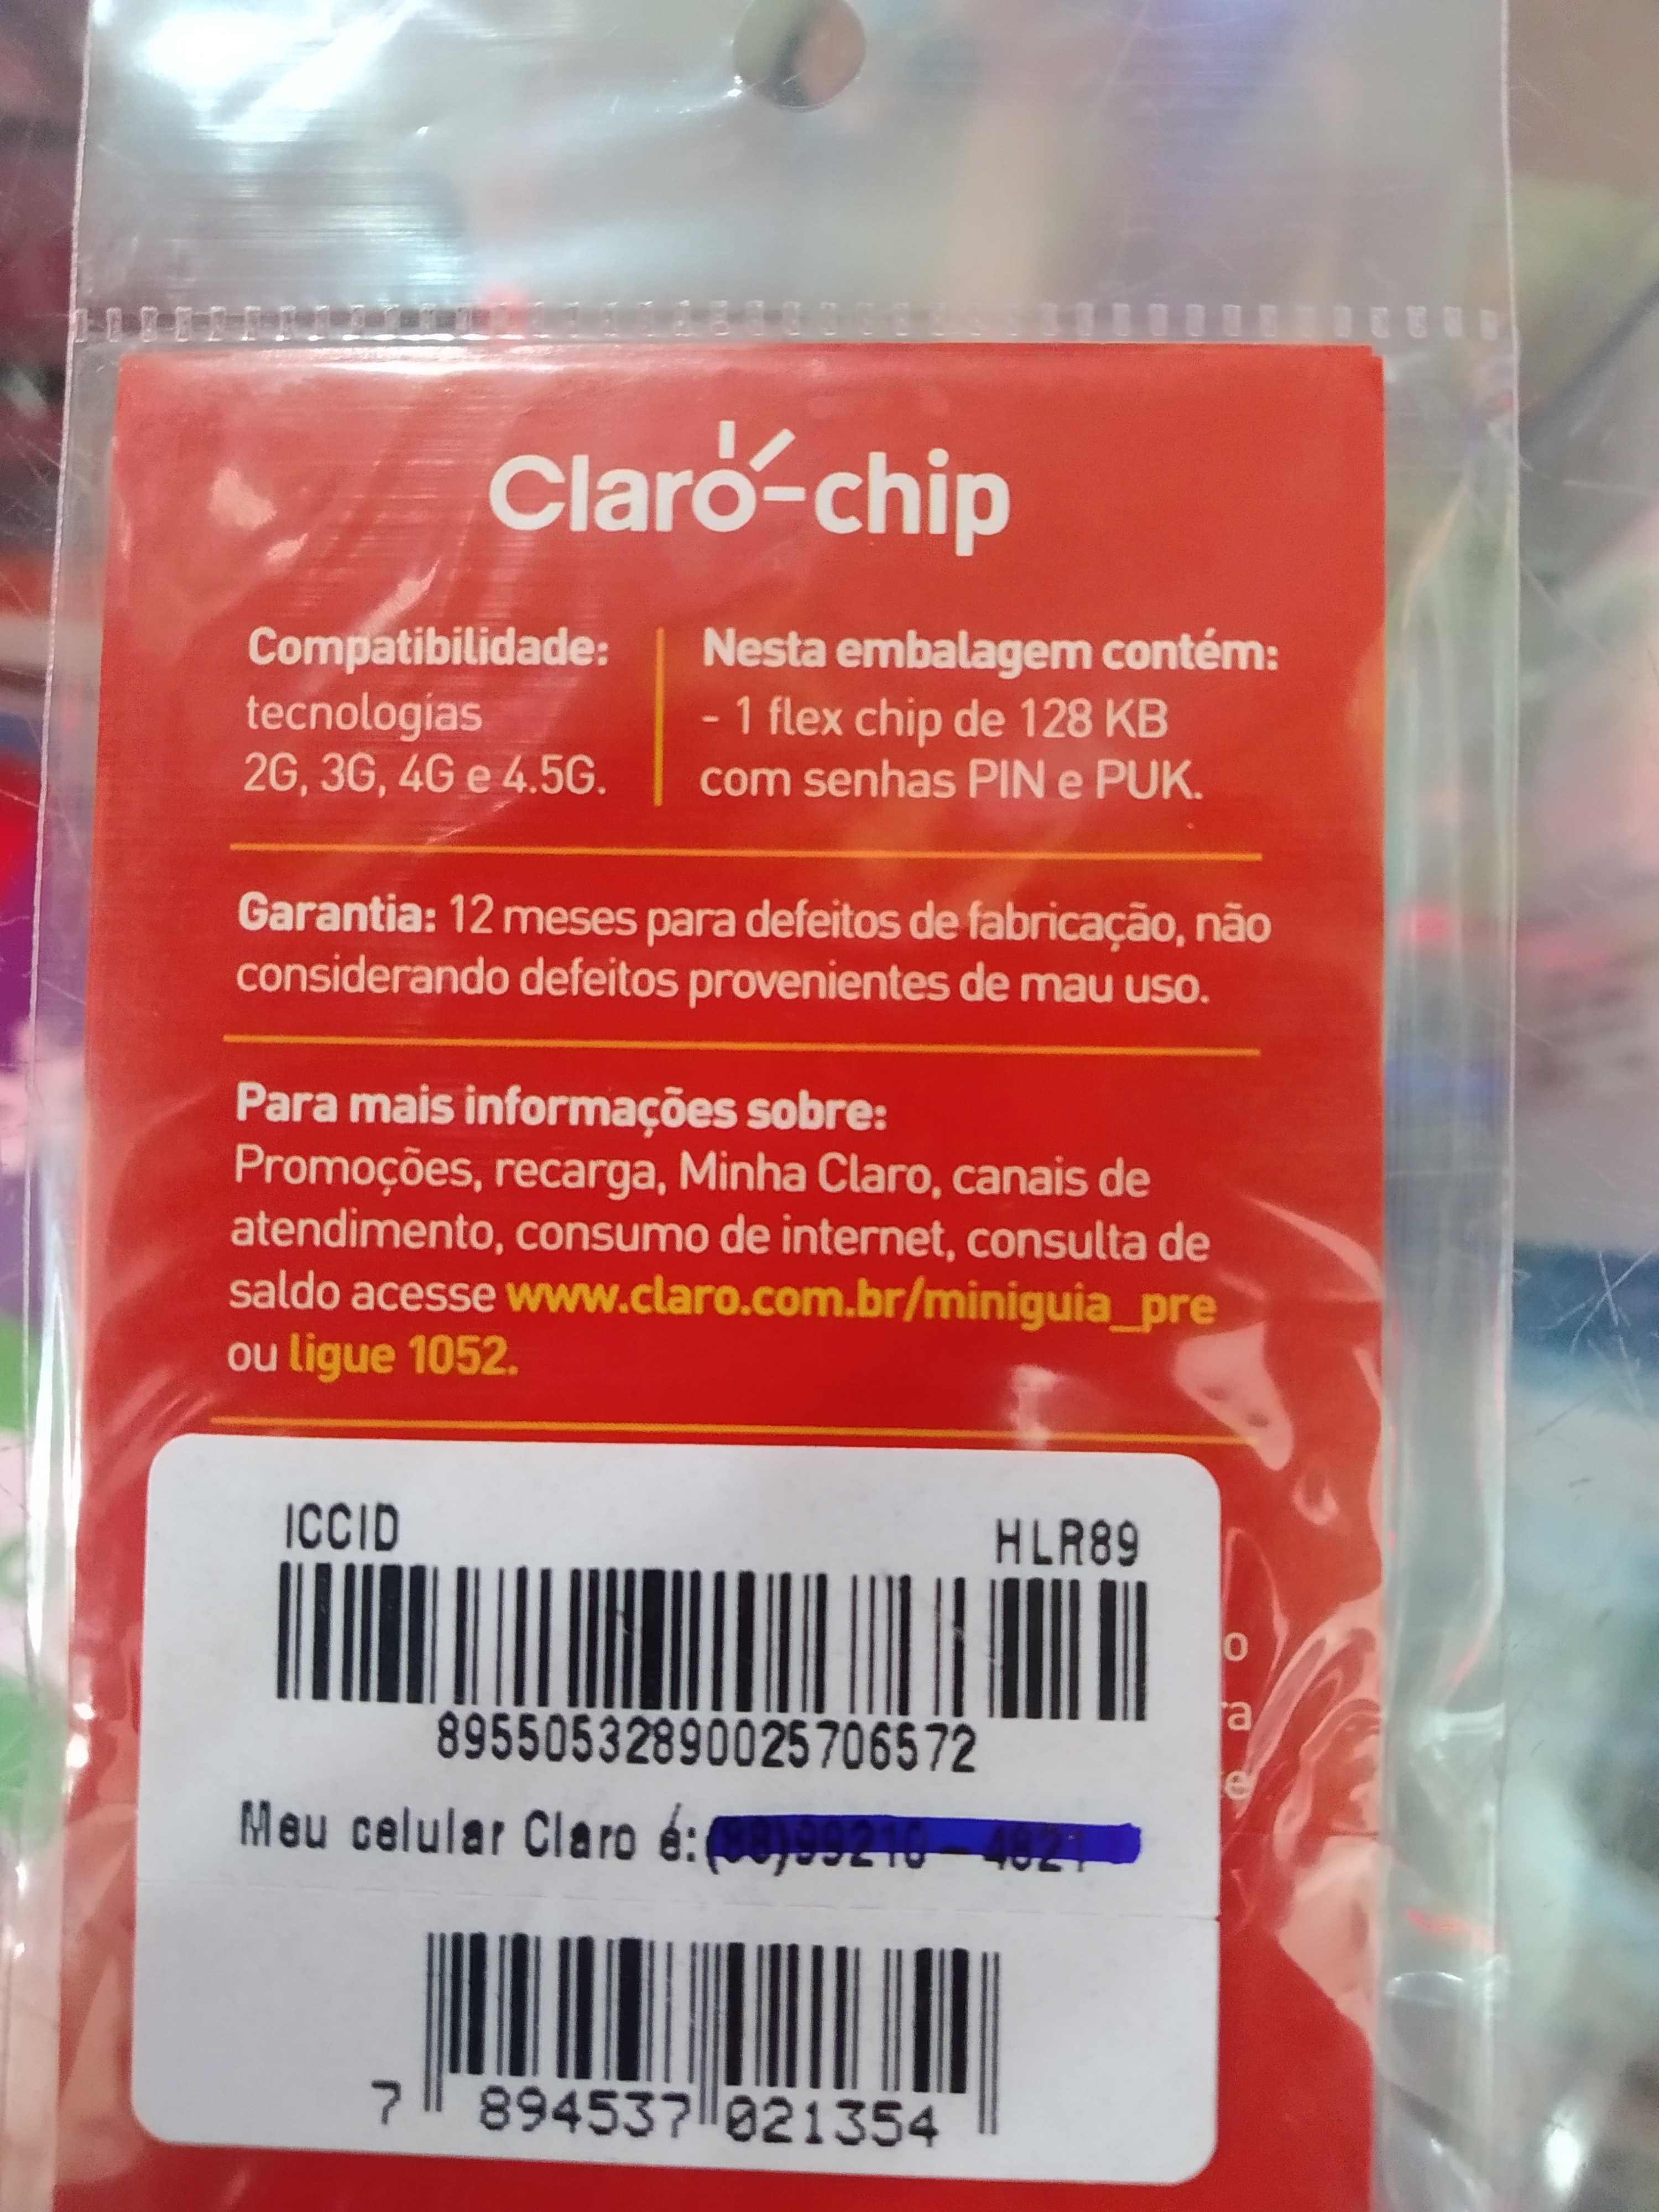 Claro-chip
Compatibilidade:
tecnologias
2G, 3G, 4G e 4.5G.
Nesta embalagem contém:
- 1 flex chip de 128 KB
com senhas PIN e PUK.
Garantia: 12 meses para defeitos de fabricação, não
considerando defeitos provenientes de mau uso.
Para mais informações sobre:
Promoções, recarga, Minha Claro, canais de
atendimento, consumo de internet, consulta de
saldo acesse www.claro.com.br/miniguia_pre
ou ligue 1052.
ICCID
HLR89
89550532890025706572
Meu celular Claro é:
7 894537 021354